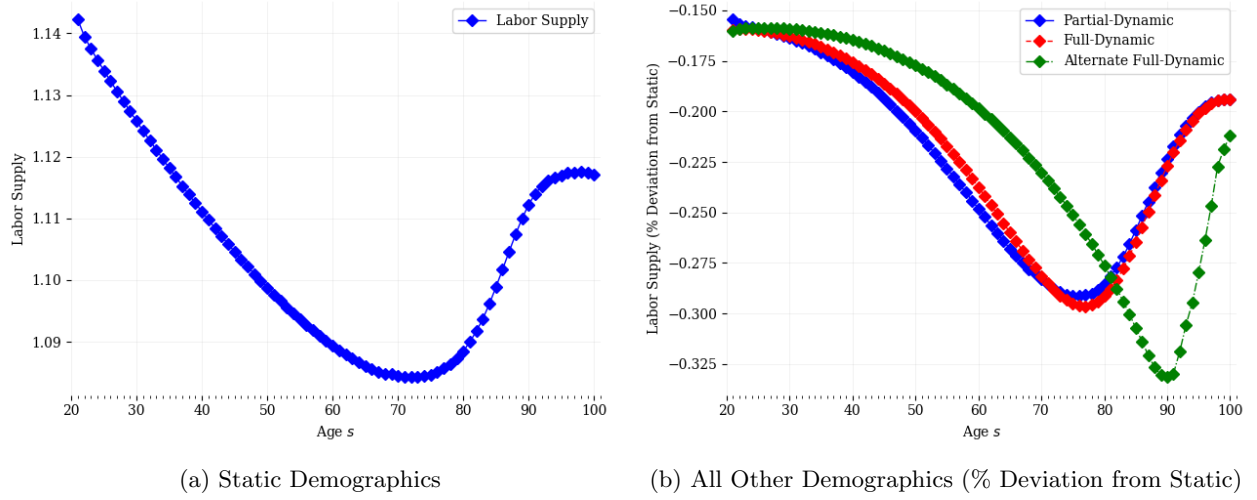 Labor Supply
1.14
1.13
1.12
1.11
1.10
1.09
Labor Supply
20 30 40 50 60 70 80 90 100
Age s
(a) Static Demographics
Partial-Dynamic
Full-Dynamic
Alternate Full-Dynamic
−0.150
−0.175
−0.200
−0.225
−0.250
−0.275
−0.300
−0.325
Labor Supply (% Deviation from Static)
20 30 40 50 60 70 80 90 100
Age s
(b) All Other Demographics (% Deviation from Static)